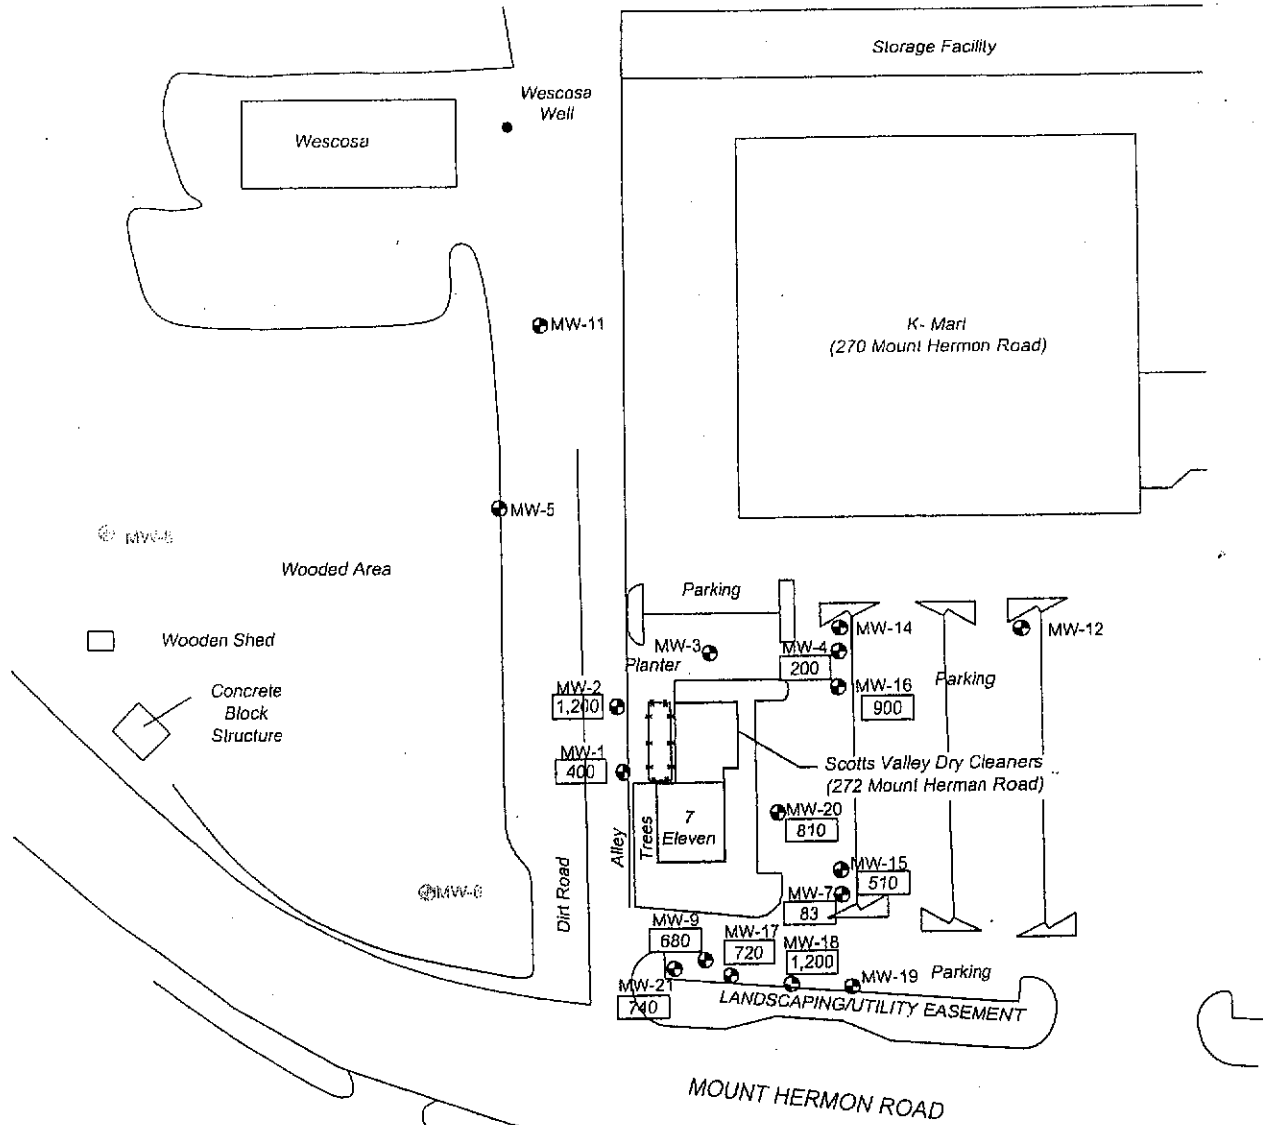 Storage Facility
Wescosa
Well
Wescosa
MW-11
K- Mart
(270 Mount Hermon Road)
MW-5
Wooded Area
Parking
MW-14
MW-12
Wooden Shed
MW-3
Planter
MW-4
200
Parking
MW-16
900
MW-2
1,200
Concrete
Block
Structure
MW-1
400
Scotts Valley Dry Cleaners
(272 Mount Herman Road)
7
Eleven
MW-20
810
Alley
Trees
Dirt Road
MW-15
510
MW-7
83
MW-9
680
MW-17
720
MW-18
1,200
MW-19
Parking
MW-21
740
LANDSCAPING/UTILITY EASEMENT
MOUNT HERMON ROAD